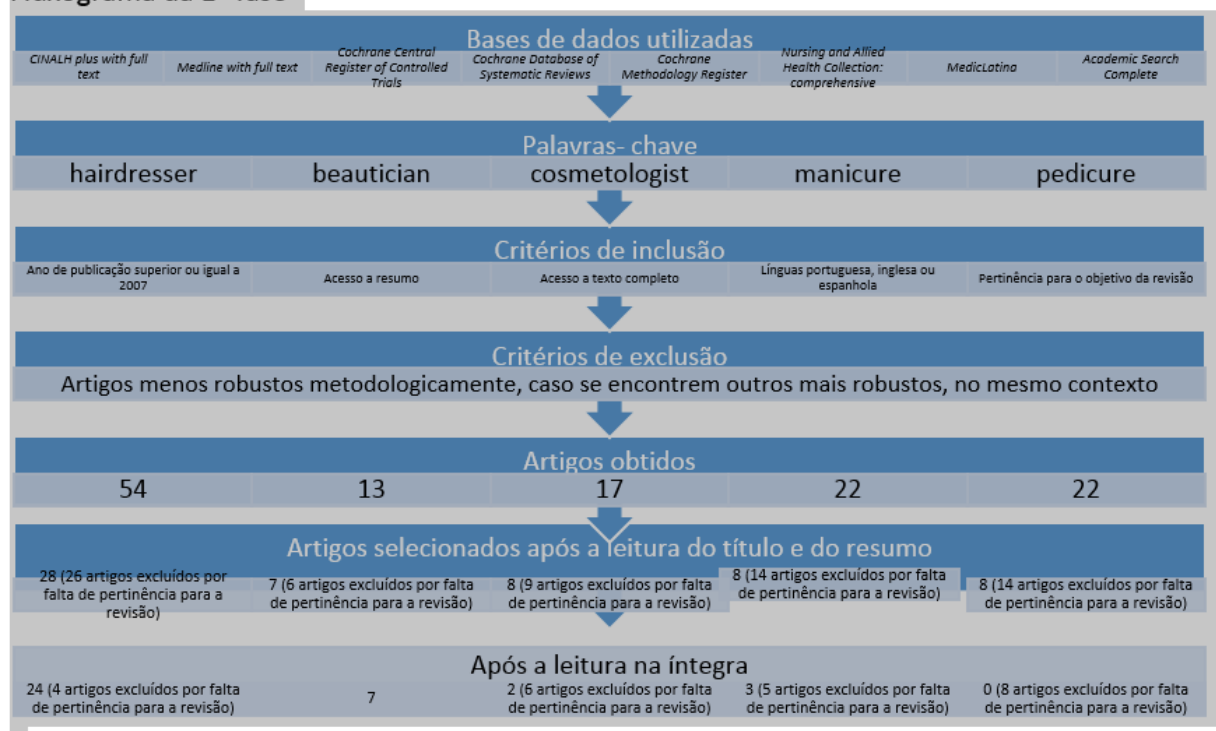 Bases de dados utilizadas
CINALH plus with full
text
Medline with full text
Cochrane Central
Register of Controlled
Trials
Cochrane Database of
Systematic Reviews
Cochrane
Methodology Register
Nursing and Allied
Health Collection:
comprehensive
MedicLatina
Academic Search
Complete
Palavras- chave
hairdresser
beautician
cosmetologist
manicure
pedicure
Critérios de inclusão
Ano de publicação superior ou igual a
2007
Acesso a resumo
Acesso a texto completo
Línguas portuguesa, inglesa ou
espanhola
Pertinência para o objetivo da revisão
Critérios de exclusão
Artigos menos robustos metodologicamente, caso se encontrem outros mais robustos, no mesmo contexto
Artigos obtidos
54
13
17
22
22
Artigos selecionados após a leitura do título e do resumo
28 (26 artigos excluídos por
falta de pertinência para a
revisão)
7 (6 artigos excluídos por falta
de pertinência para a revisão)
8 (9 artigos excluídos por falta
de pertinência para a revisão)
8 (14 artigos excluídos por falta
de pertinência para a revisão)
8 (14 artigos excluídos por falta
de pertinência para a revisão)
Após a leitura na íntegra
24 (4 artigos excluídos por falta
de pertinência para a revisão)
7
2 (6 artigos excluídos por falta
de pertinência para a revisão)
3 (5 artigos excluídos por falta
de pertinência para a revisão)
0 (8 artigos excluídos por falta
de pertinência para a revisão)